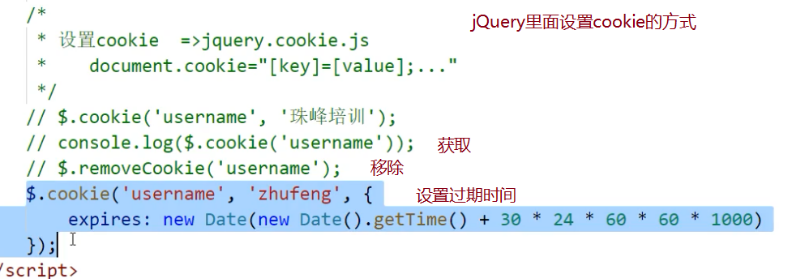 /*
jQuery里面设置cookie的方式
* 设置cookie =>jquery.cookie.js
* document.cookie="[key]=[value];..."
*/
// $.cookie('username', '珠峰培训');
// console.log($.cookie('username')); 获取
// $.removeCookie('username'); 移除
$.cookie('username', 'zhufeng', { 设置过期时间
expires: new Date(new Date().getTime() + 30 * 24 * 60 * 60 * 1000)
});
/script>